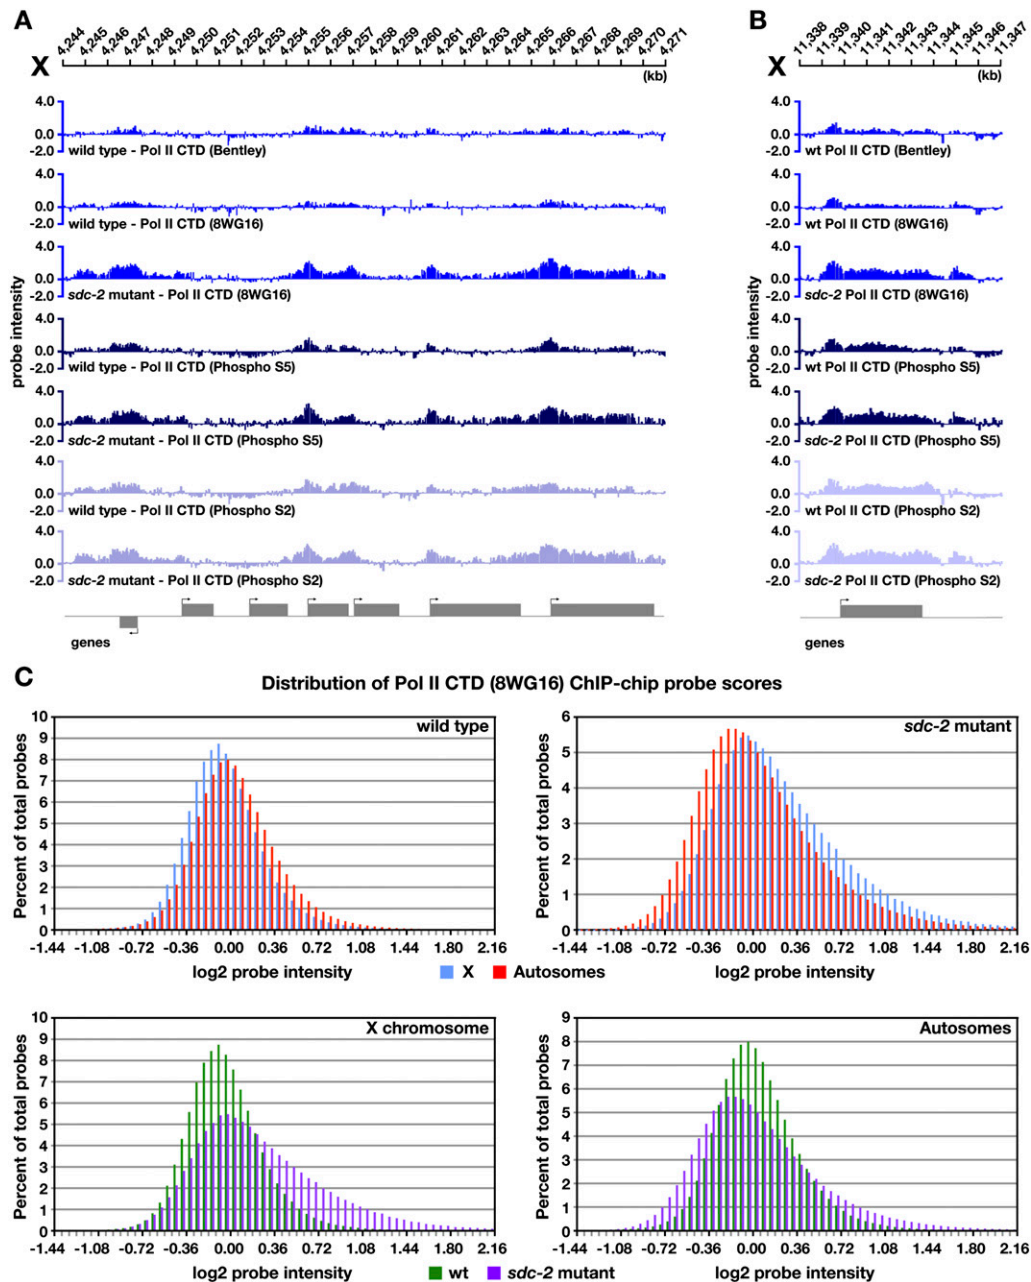 A
4,244 4,245 4,246 4,247 4,248 4,249 4,250 4,251 4,252 4,253 4,254 4,255 4,256 4,257 4,258 4,259 4,260 4,261 4,262 4,263 4,264 4,265 4,266 4,267 4,268 4,269 4,270 4,271
X
(kb)
probe intensity
4.0
0.0
-2.0
wild type - Pol II CTD (Bentley)
4.0
0.0
-2.0
wild type - Pol II CTD (8WG16)
4.0
0.0
-2.0
sdc-2 mutant - Pol II CTD (8WG16)
4.0
0.0
-2.0
wild type - Pol II CTD (Phospho S5)
4.0
0.0
-2.0
sdc-2 mutant - Pol II CTD (Phospho S5)
4.0
0.0
-2.0
wild type - Pol II CTD (Phospho S2)
4.0
0.0
-2.0
sdc-2 mutant - Pol II CTD (Phospho S2)
genes
B
11,338 11,339 11,340 11,341 11,342 11,343 11,344 11,345 11,346 11,347
X
(kb)
probe intensity
4.0
0.0
-2.0
wt Pol II CTD (Bentley)
4.0
0.0
-2.0
wt Pol II CTD (8WG16)
4.0
0.0
-2.0
sdc-2 Pol II CTD (8WG16)
4.0
0.0
-2.0
wt Pol II CTD (Phospho S5)
4.0
0.0
-2.0
sdc-2 Pol II CTD (Phospho S5)
4.0
0.0
-2.0
wt Pol II CTD (Phospho S2)
4.0
0.0
-2.0
sdc-2 Pol II CTD (Phospho S2)
genes
C
Distribution of Pol II CTD (8WG16) ChIP-chip probe scores
wild type
Percent of total probes
10
9
8
7
6
5
4
3
2
1
0
-1.44 -1.08 -0.72 -0.36 0.00 0.36 0.72 1.08 1.44 1.80 2.16
log2 probe intensity
sdc-2 mutant
Percent of total probes
6
5
4
3
2
1
0
-1.44 -1.08 -0.72 -0.36 0.00 0.36 0.72 1.08 1.44 1.80 2.16
log2 probe intensity
X Autosomes
X chromosome
Percent of total probes
10
9
8
7
6
5
4
3
2
1
0
-1.44 -1.08 -0.72 -0.36 0.00 0.36 0.72 1.08 1.44 1.80 2.16
log2 probe intensity
Autosomes
Percent of total probes
9
8
7
6
5
4
3
2
1
0
-1.44 -1.08 -0.72 -0.36 0.00 0.36 0.72 1.08 1.44 1.80 2.16
log2 probe intensity
wt sdc-2 mutant